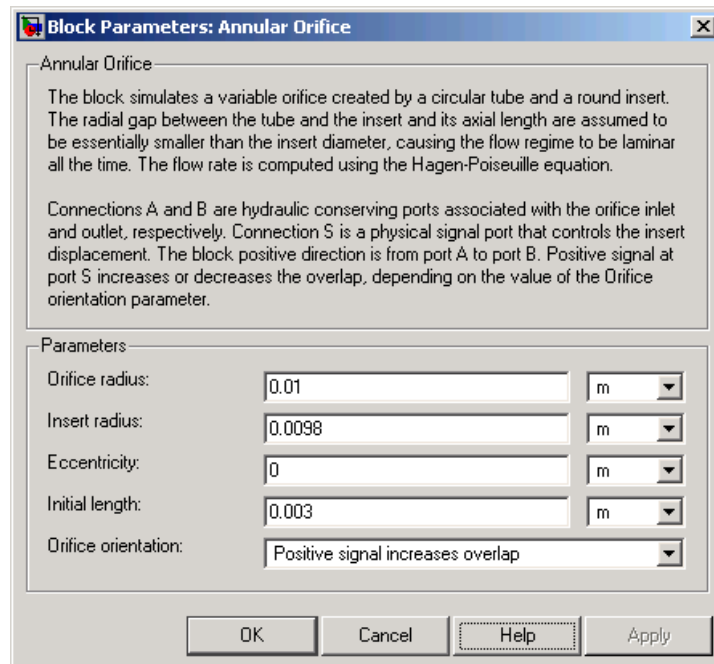 Block Parameters: Annular Orifice
Annular Orifice
The block simulates a variable orifice created by a circular tube and a round insert.
The radial gap between the tube and the insert and its axial length are assumed to
be essentially smaller than the insert diameter, causing the flow regime to be laminar
all the time. The flow rate is computed using the Hagen-Poiseuille equation.
Connections A and B are hydraulic conserving ports associated with the orifice inlet
and outlet, respectively. Connection S is a physical signal port that controls the insert
displacement. The block positive direction is from port A to port B. Positive signal at
port S increases or decreases the overlap, depending on the value of the Orifice
orientation parameter.
Parameters
Orifice radius: 0.01 m
Insert radius: 0.0098 m
Eccentricity: 0 m
Initial length: 0.003 m
Orifice orientation: Positive signal increases overlap
OK Cancel Help Apply